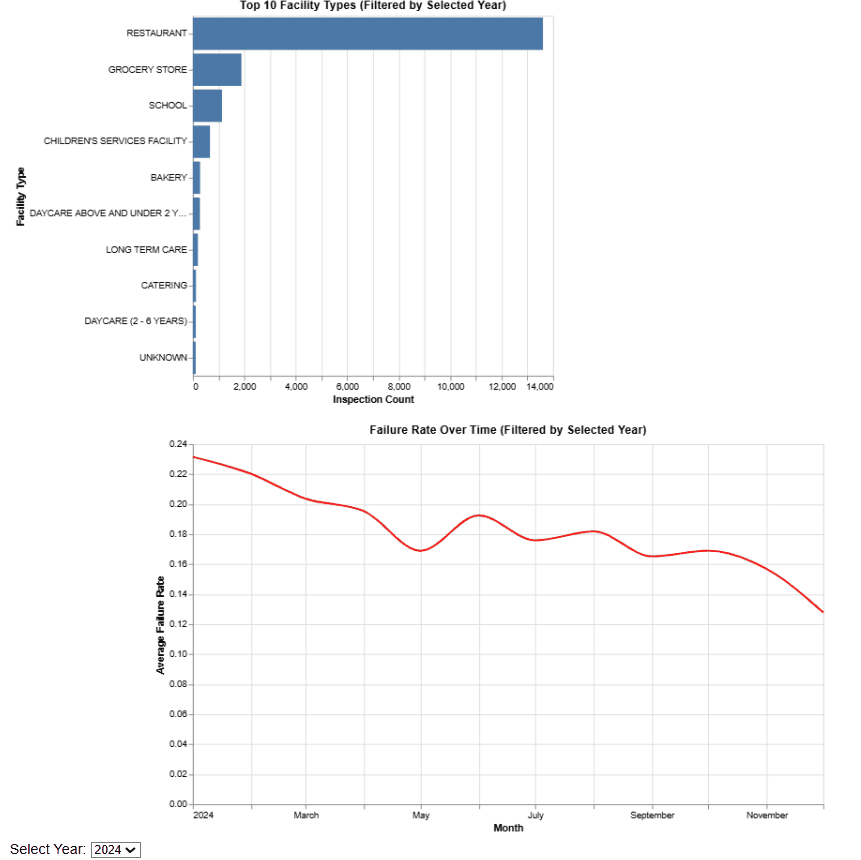 Top 10 Facility Types (Filtered by Selected Year)
RESTAURANT
GROCERY STORE
SCHOOL
CHILDREN'S SERVICES FACILITY
BAKERY
DAYCARE ABOVE AND UNDER 2 Y...
LONG TERM CARE
CATERING
DAYCARE (2 - 6 YEARS)
UNKNOWN
Facility Type
0 2,000 4,000 6,000 8,000 10,000 12,000 14,000
Inspection Count
Failure Rate Over Time (Filtered by Selected Year)
0.24
0.22
0.20
0.18
0.16
0.14
0.12
0.10
0.08
0.06
0.04
0.02
0.00
Average Failure Rate
2024 March May July September November
Month
Select Year: 2024